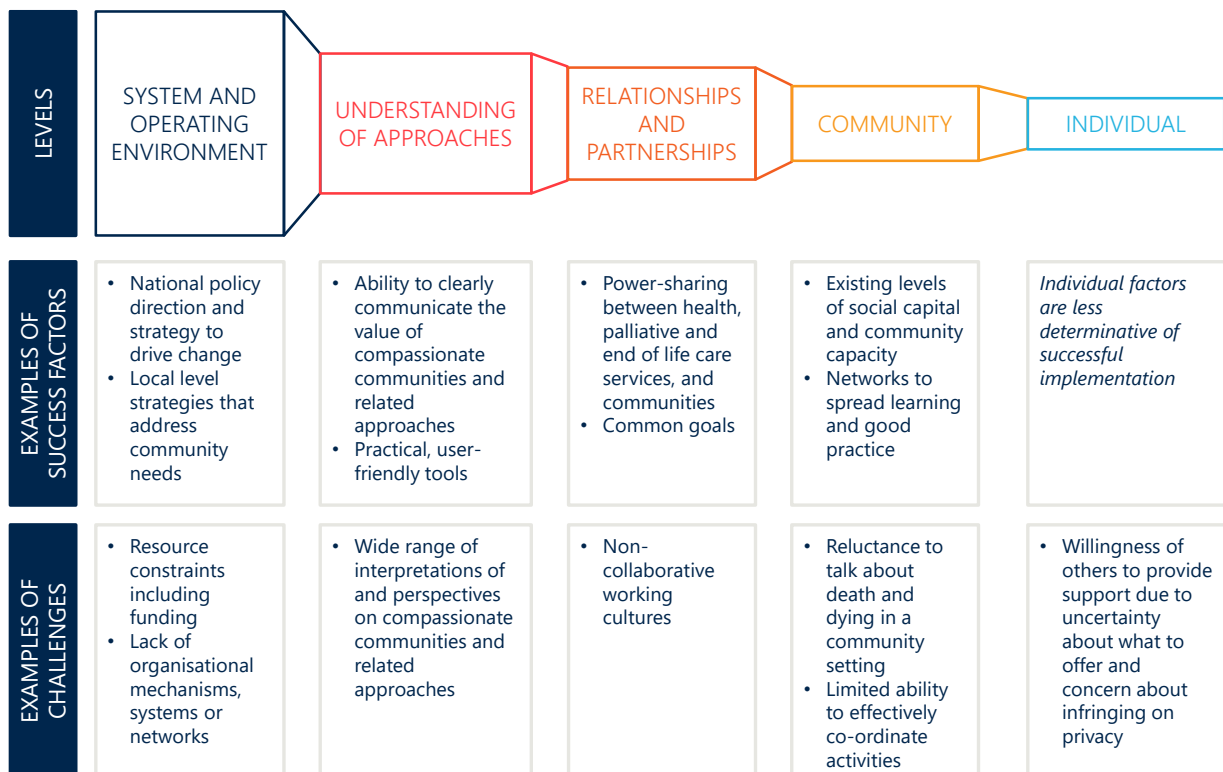 LEVELS
SYSTEM AND
OPERATING
ENVIRONMENT
UNDERSTANDING
OF APPROACHES
RELATIONSHIPS
AND
PARTNERSHIPS
COMMUNITY
INDIVIDUAL
EXAMPLES OF
SUCCESS FACTORS
• National policy
direction and
strategy to
drive change
• Local level
strategies that
address
community
needs
• Ability to clearly
communicate the
value of
compassionate
communities and
related
approaches
• Practical, user-
friendly tools
• Power-sharing
between health,
palliative and
end of life care
services, and
communities
• Common goals
• Existing levels
of social capital
and community
capacity
• Networks to
spread learning
and good
practice
Individual factors
are less
determinative of
successful
implementation
EXAMPLES OF
CHALLENGES
• Resource
constraints
including
funding
• Lack of
organisational
mechanisms,
systems or
networks
• Wide range of
interpretations of
and perspectives
on compassionate
communities and
related
approaches
• Non-
collaborative
working
cultures
• Reluctance to
talk about
death and
dying in a
community
setting
• Limited ability
to effectively
co-ordinate
activities
• Willingness of
others to provide
support due to
uncertainty
about what to
offer and
concern about
infringing on
privacy